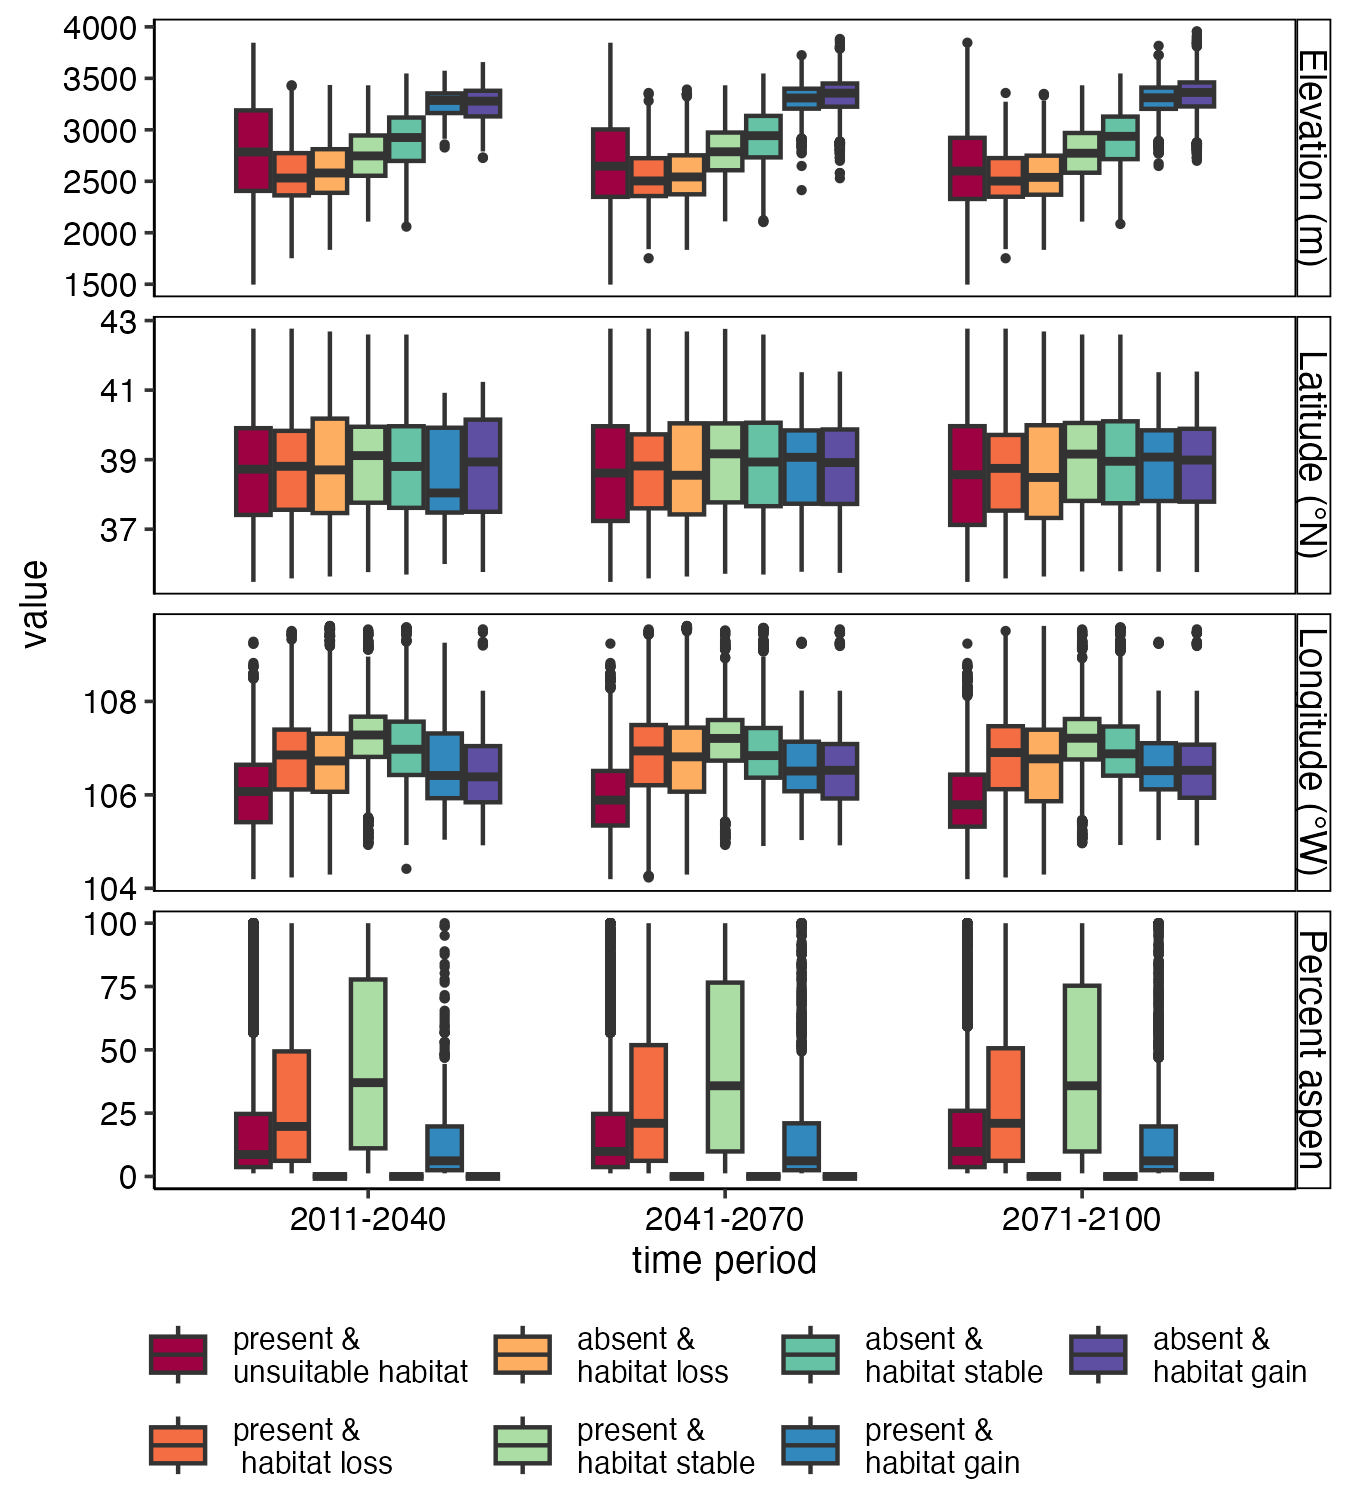 4000
3500
3000
2500
2000
1500
Elevation (m)
43
41
39
37
Latitude (°N)
value
108
106
104
Longitude (°W)
100
75
50
25
0
Percent aspen
2011-2040
2041-2070
2071-2100
time period
present &
unsuitable habitat
absent &
habitat loss
absent &
habitat stable
absent &
habitat gain
present &
habitat loss
present &
habitat stable
present &
habitat gain